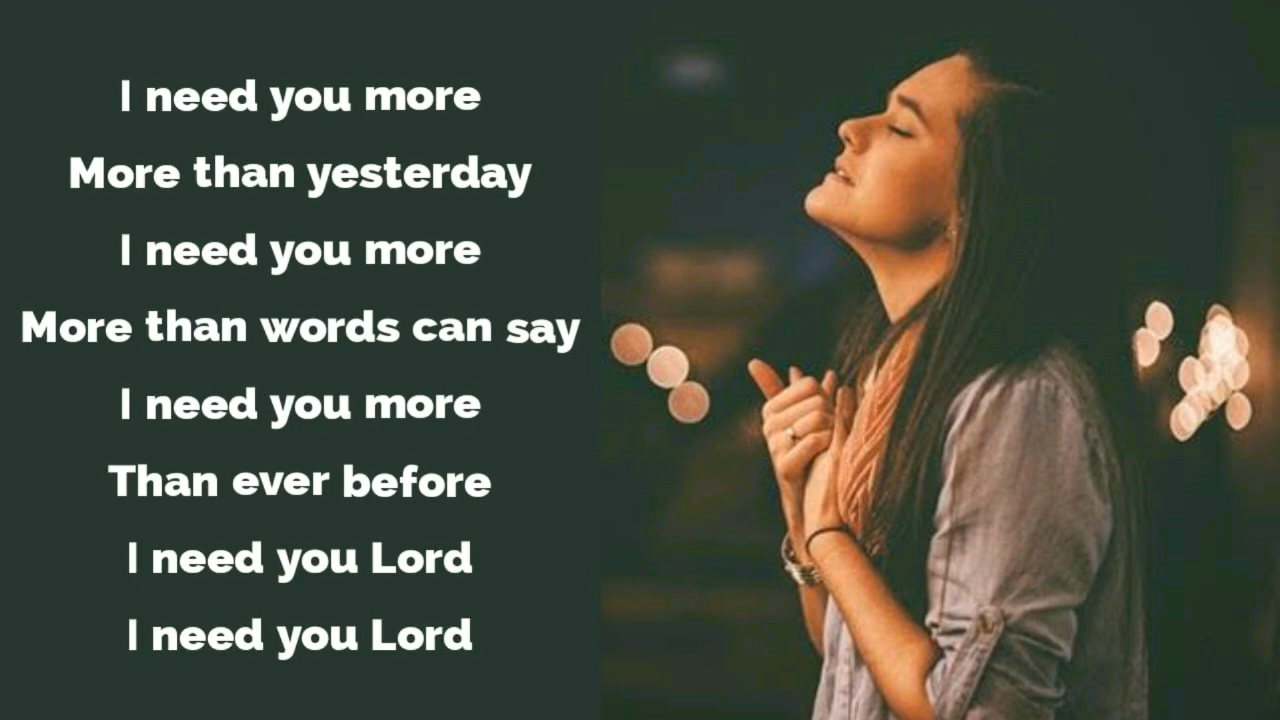 I need you more
More than yesterday
I need you more
More than words can say
I need you more
Than ever before
I need you Lord
I need you Lord